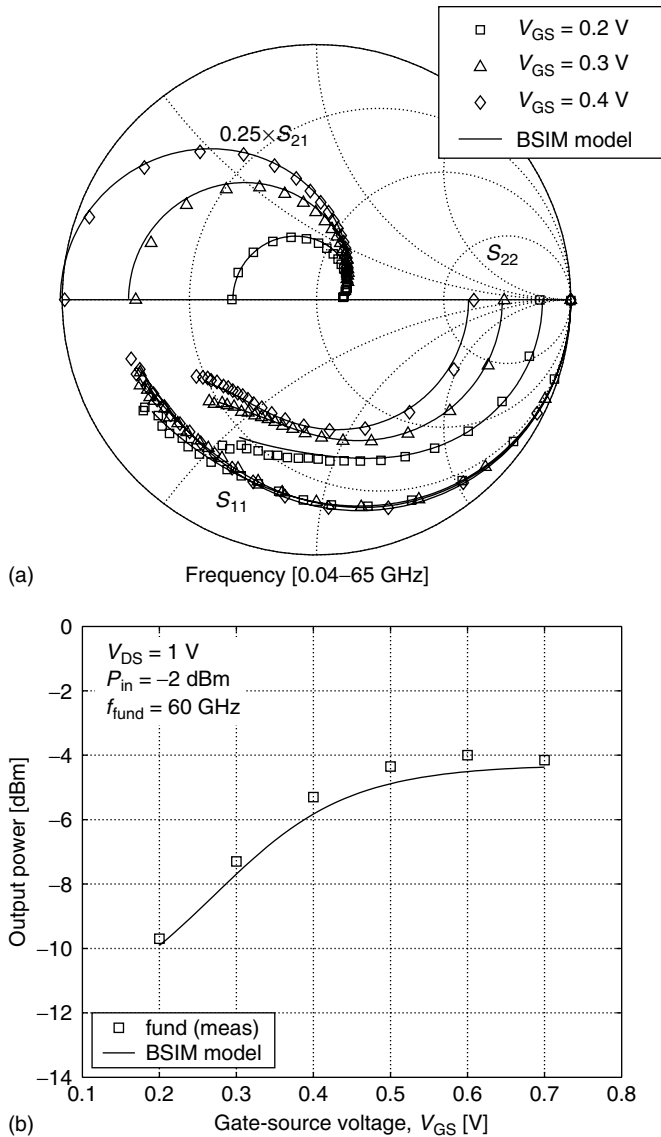 V_GS = 0.2 V
V_GS = 0.3 V
V_GS = 0.4 V
BSIM model
0.25×S_21
S_22
S_11
(a)
Frequency [0.04–65 GHz]
V_DS = 1 V
P_in = −2 dBm
f_fund = 60 GHz
0
−2
−4
−6
−8
−10
−12
−14
Output power [dBm]
fund (meas)
BSIM model
0.1 0.2 0.3 0.4 0.5 0.6 0.7 0.8
(b)
Gate-source voltage, V_GS [V]